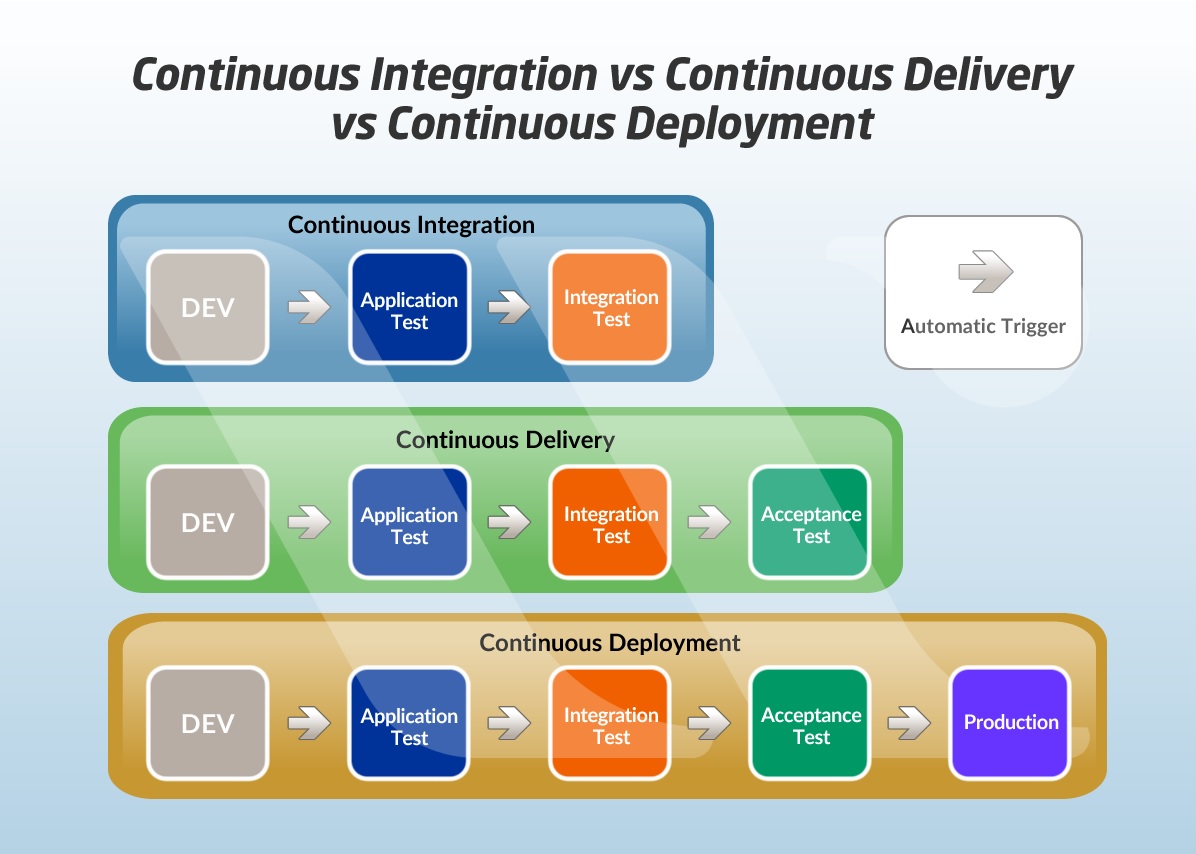 Continuous Integration vs Continuous Delivery
vs Continuous Deployment
Continuous Integration
DEV
Application
Test
Integration
Test
Automatic Trigger
Continuous Delivery
DEV
Application
Test
Integration
Test
Acceptance
Test
Continuous Deployment
DEV
Application
Test
Integration
Test
Acceptance
Test
Production